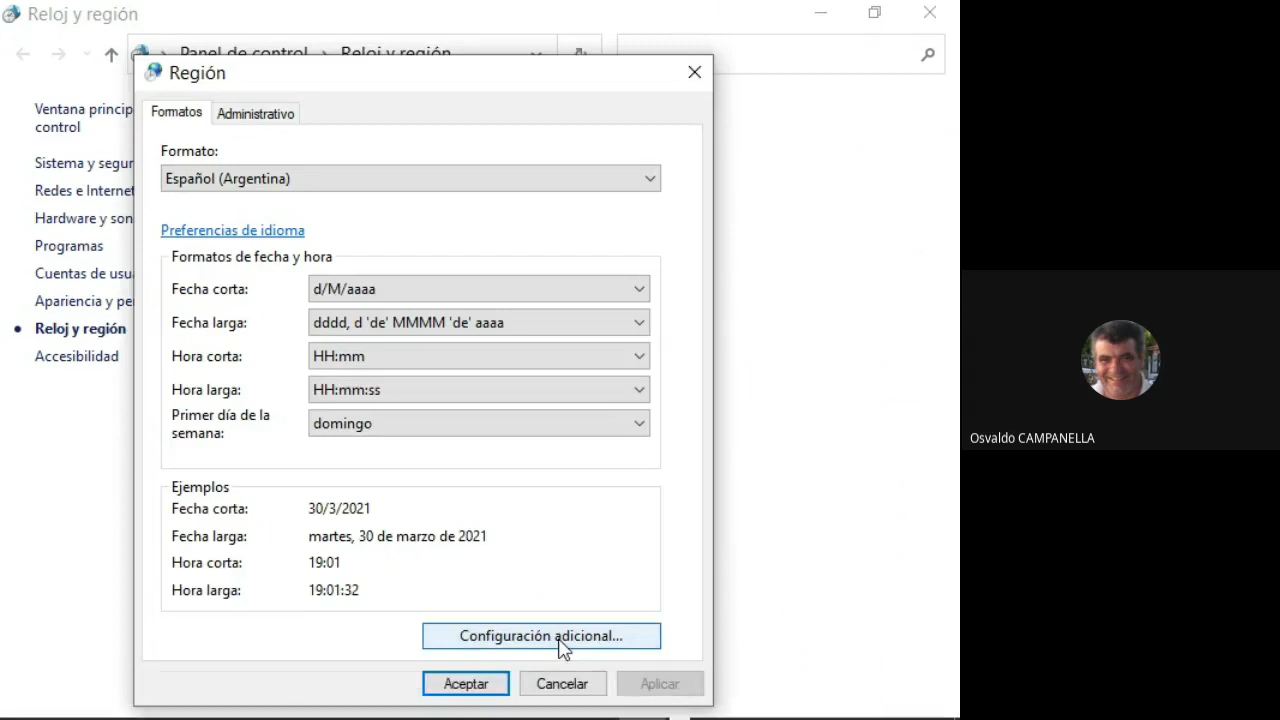 Reloj y región
Panel de control
Reloj y región
Región
Ventana princip
control
Sistema y segur
Redes e Internet
Hardware y son
Programas
Cuentas de usua
Apariencia y pe
Reloj y región
Accesibilidad
Formatos
Administrativo
Formato:
Español (Argentina)
Preferencias de idioma
Formatos de fecha y hora
Fecha corta:
d/M/aaaa
Fecha larga:
dddd, d 'de' MMMM 'de' aaaa
Hora corta:
HH:mm
Hora larga:
HH:mm:ss
Primer día de la
semana:
domingo
Ejemplos
Fecha corta:
30/3/2021
Fecha larga:
martes, 30 de marzo de 2021
Hora corta:
19:01
Hora larga:
19:01:32
Configuración adicional...
Aceptar
Cancelar
Aplicar
Osvaldo CAMPANELLA